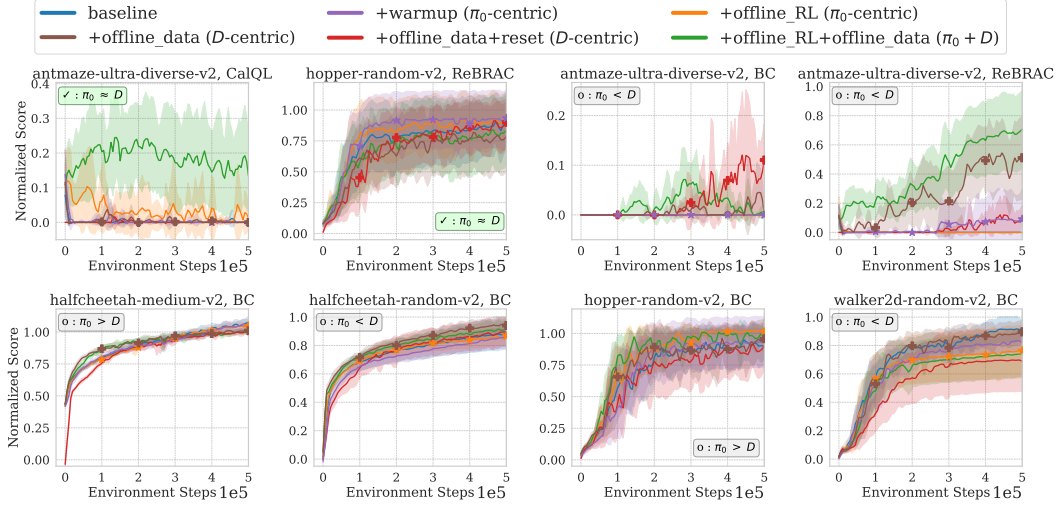 baseline
+warmup (π0-centric)
+offline_RL (π0-centric)
+offline_data (D-centric)
+offline_data+reset (D-centric)
+offline_RL+offline_data (π0 + D)
antmaze-ultra-diverse-v2, CalQL
hopper-random-v2, ReBRAC
antmaze-ultra-diverse-v2, BC
antmaze-ultra-diverse-v2, ReBRAC
Normalized Score
0.4
0.3
0.2
0.1
0.0
✓ : π0 ≈ D
0 1 2 3 4 5
Environment Steps 1e5
1.00
0.75
0.50
0.25
0.00
✓ : π0 ≈ D
0 1 2 3 4 5
Environment Steps 1e5
0.2
0.1
0.0
o : π0 < D
0 1 2 3 4 5
Environment Steps 1e5
1.0
0.8
0.6
0.4
0.2
0.0
o : π0 < D
0 1 2 3 4 5
Environment Steps 1e5
halfcheetah-medium-v2, BC
halfcheetah-random-v2, BC
hopper-random-v2, BC
walker2d-random-v2, BC
Normalized Score
1.00
0.75
0.50
0.25
0.00
o : π0 > D
0 1 2 3 4 5
Environment Steps 1e5
1.0
0.8
0.6
0.4
0.2
0.0
o : π0 < D
0 1 2 3 4 5
Environment Steps 1e5
1.00
0.75
0.50
0.25
0.00
o : π0 > D
0 1 2 3 4 5
Environment Steps 1e5
1.0
0.8
0.6
0.4
0.2
0.0
o : π0 < D
0 1 2 3 4 5
Environment Steps 1e5